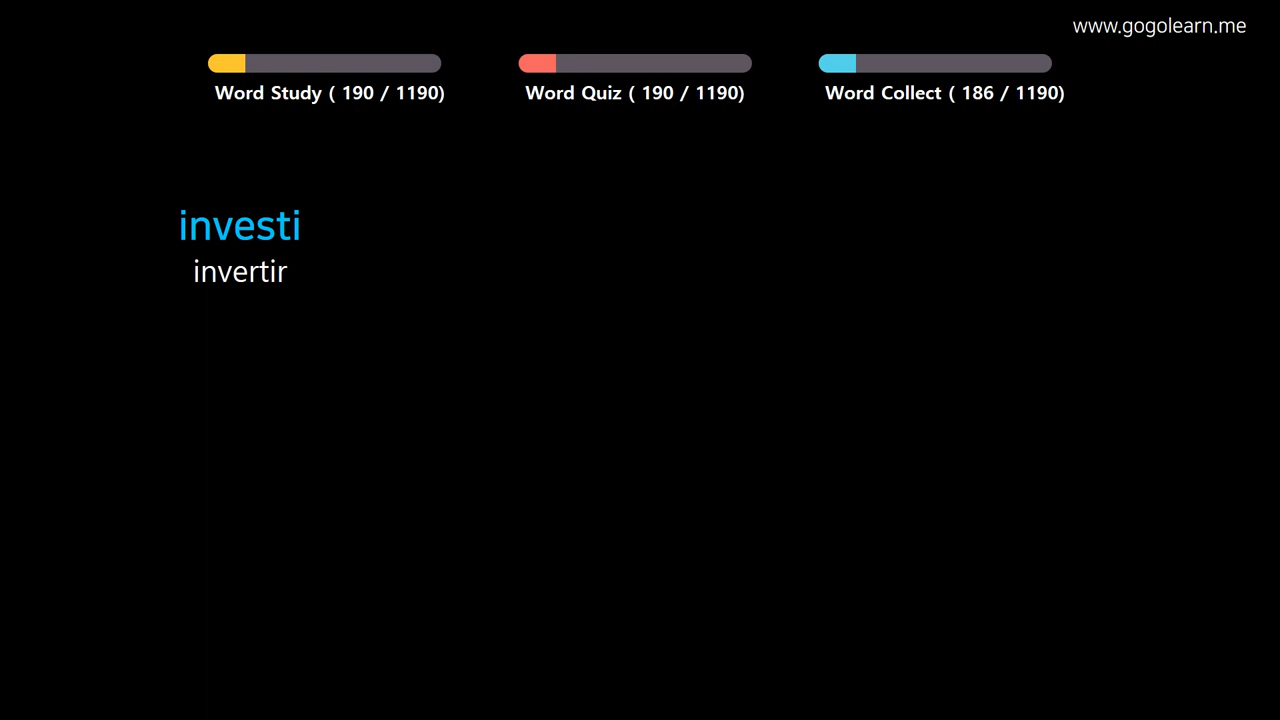 www.gogolearn.me
Word Study ( 190 / 1190)
Word Quiz ( 190 / 1190)
Word Collect ( 186 / 1190)
investi
invertir